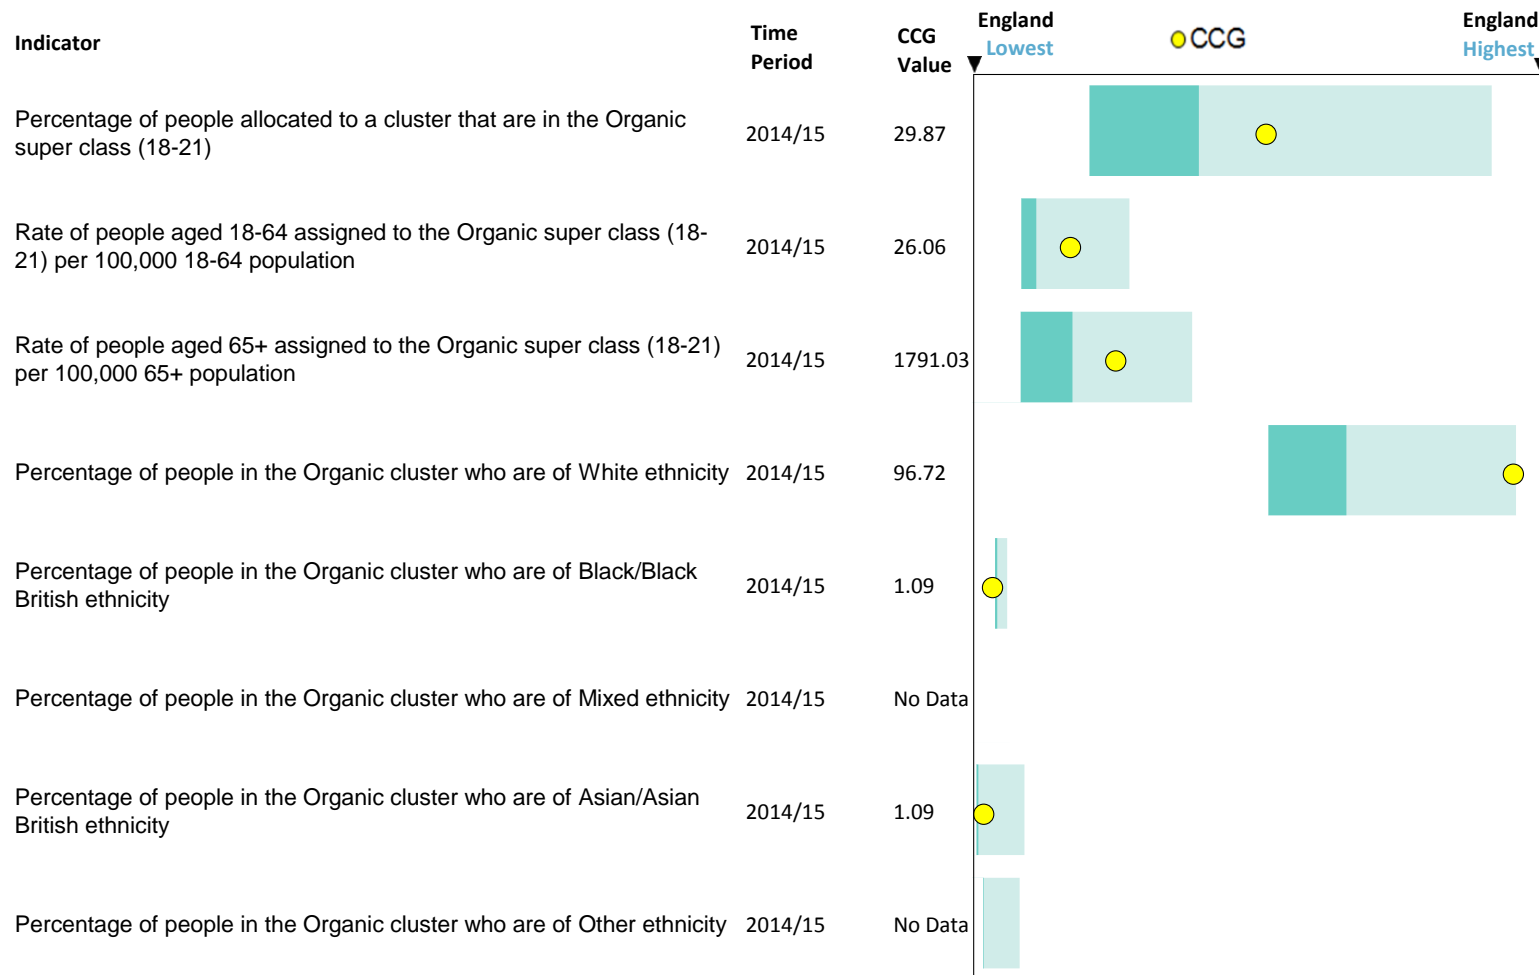 Indicator
Time
Period
CCG
Value
England
Lowest
CCG
England
Highest
Percentage of people allocated to a cluster that are in the Organic
super class (18-21)
2014/15
29.87
Rate of people aged 18-64 assigned to the Organic super class (18-
21) per 100,000 18-64 population
2014/15
26.06
Rate of people aged 65+ assigned to the Organic super class (18-21)
per 100,000 65+ population
2014/15
1791.03
Percentage of people in the Organic cluster who are of White ethnicity
2014/15
96.72
Percentage of people in the Organic cluster who are of Black/Black
British ethnicity
2014/15
1.09
Percentage of people in the Organic cluster who are of Mixed ethnicity
2014/15
No Data
Percentage of people in the Organic cluster who are of Asian/Asian
British ethnicity
2014/15
1.09
Percentage of people in the Organic cluster who are of Other ethnicity
2014/15
No Data